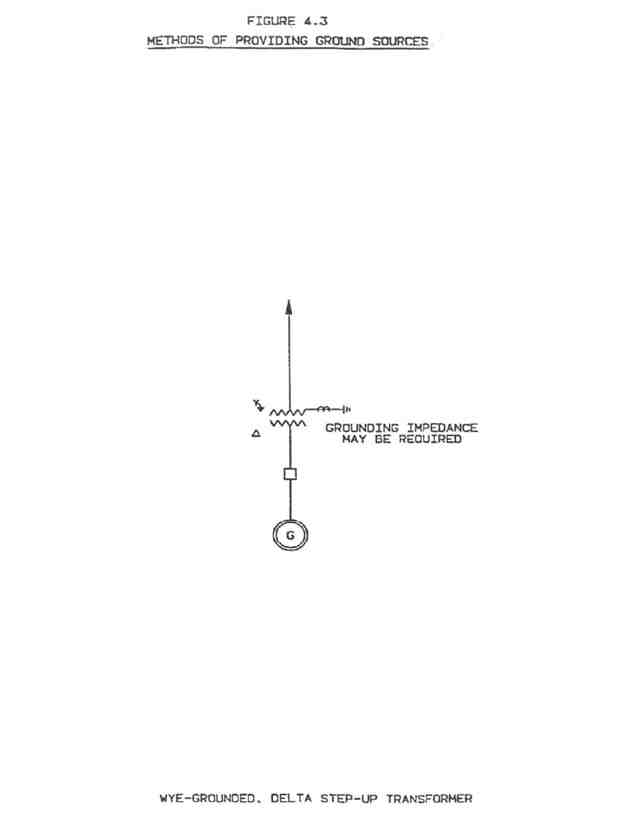 FIGURE 4.3
METHODS OF PROVIDING GROUND SOURCES
GROUNDING IMPEDANCE
MAY BE REQUIRED
Δ
G
WYE-GROUNDED, DELTA STEP-UP TRANSFORMER